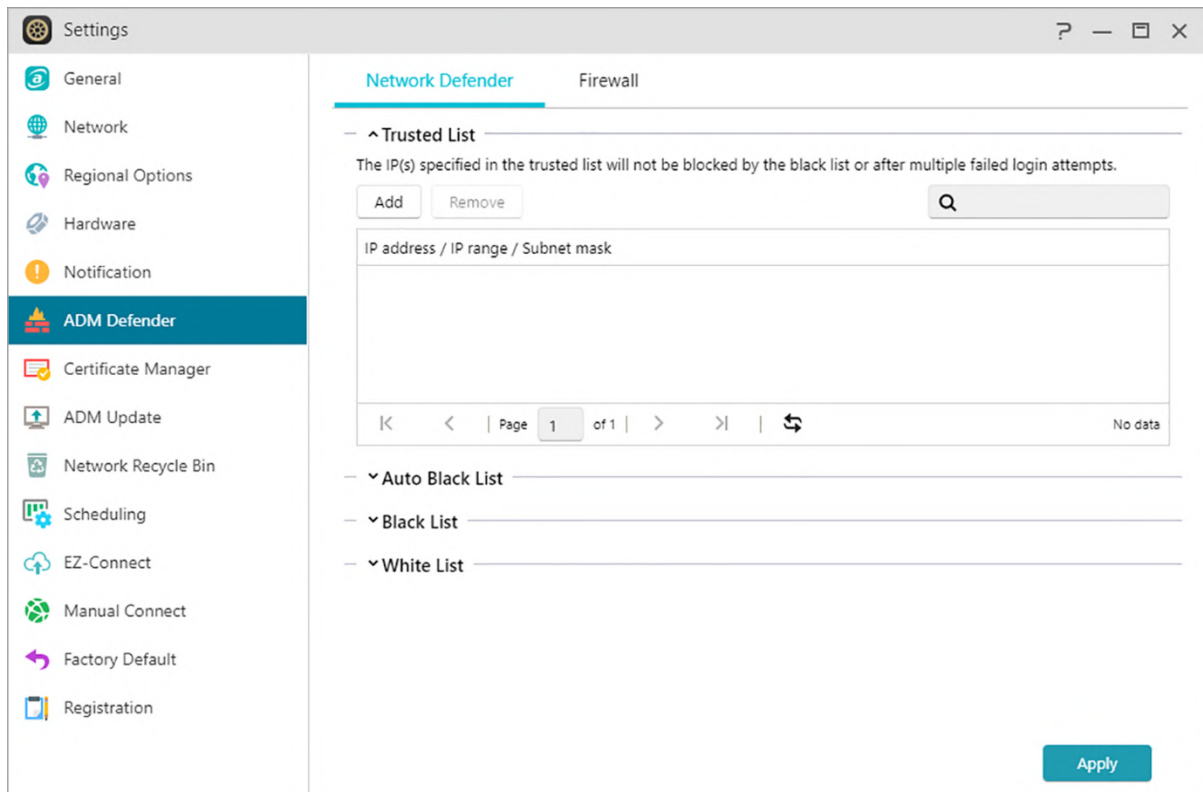 Settings
General
Network
Regional Options
Hardware
Notification
ADM Defender
Certificate Manager
ADM Update
Network Recycle Bin
Scheduling
EZ-Connect
Manual Connect
Factory Default
Registration
Network Defender Firewall
Trusted List
The IP(s) specified in the trusted list will not be blocked by the black list or after multiple failed login attempts.
Add Remove
IP address / IP range / Subnet mask
Page 1 of 1 No data
Auto Black List
Black List
White List
Apply